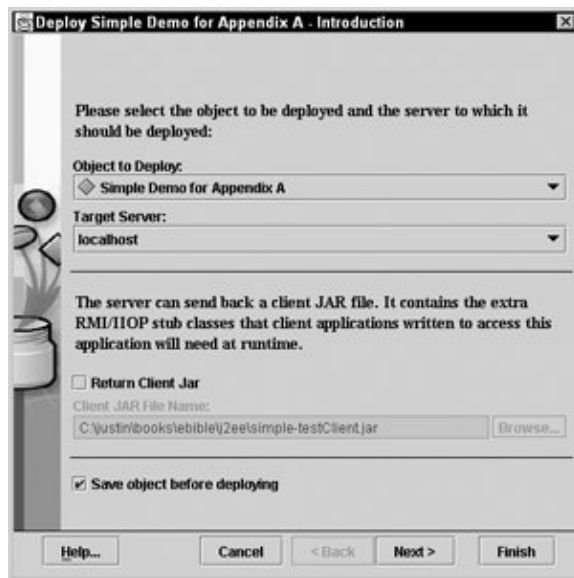 Deploy Simple Demo for Appendix A - Introduction
Please select the object to be deployed and the server to which it
should be deployed:
Object to Deploy:
Simple Demo for Appendix A
Target Server:
localhost
The server can send back a client JAR file. It contains the extra
RMI/IIOP stub classes that client applications written to access this
application will need at runtime.
Return Client Jar
Client JAR File Name:
C:\justin\books\ebible\j2ee\simple-testClient.jar Browse...
Save object before deploying
Help... Cancel < Back Next > Finish